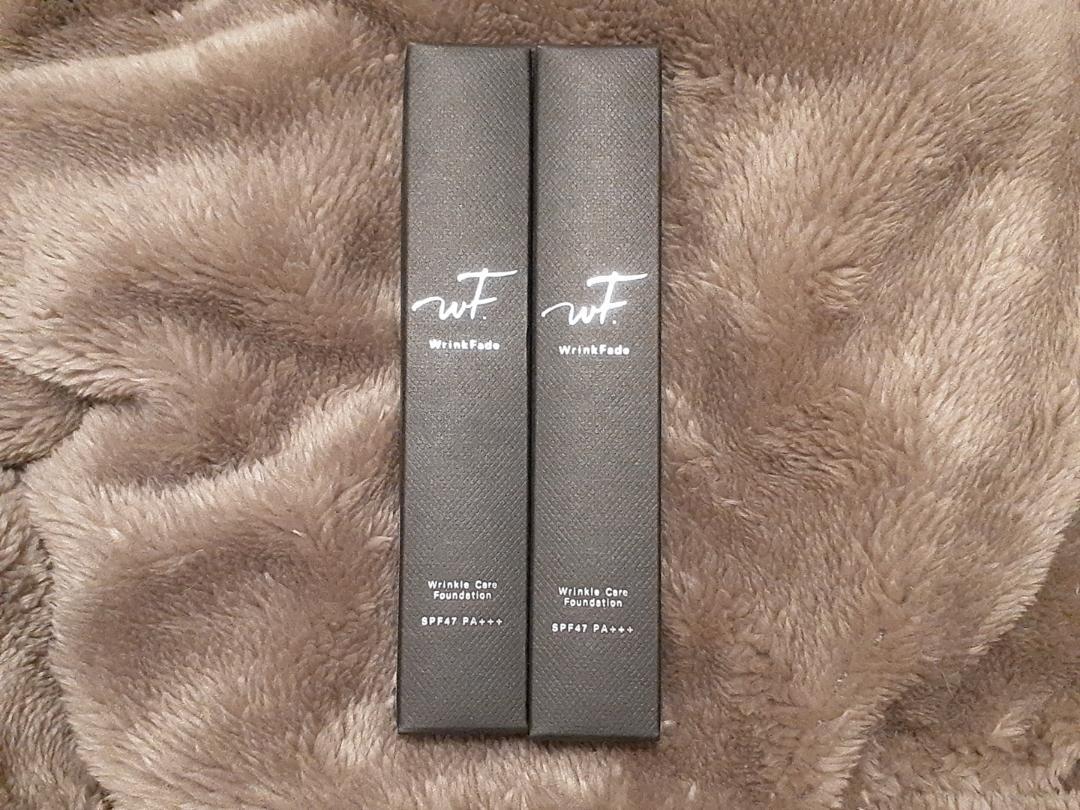 wF.
WrinkFade
Wrinkle Care
Foundation
SPF47 PA+++
wF.
WrinkFade
Wrinkle Care
Foundation
SPF47 PA+++